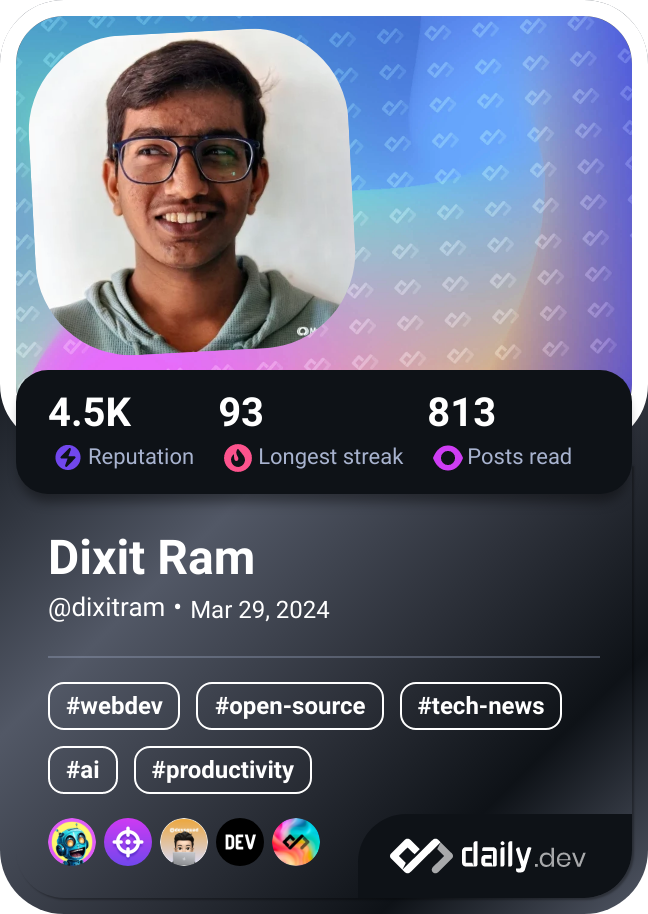 4.5K 93 813
Reputation Longest streak Posts read
Dixit Ram
@dixitram • Mar 29, 2024
#webdev #open-source #tech-news
#ai #productivity
DEV
daily.dev